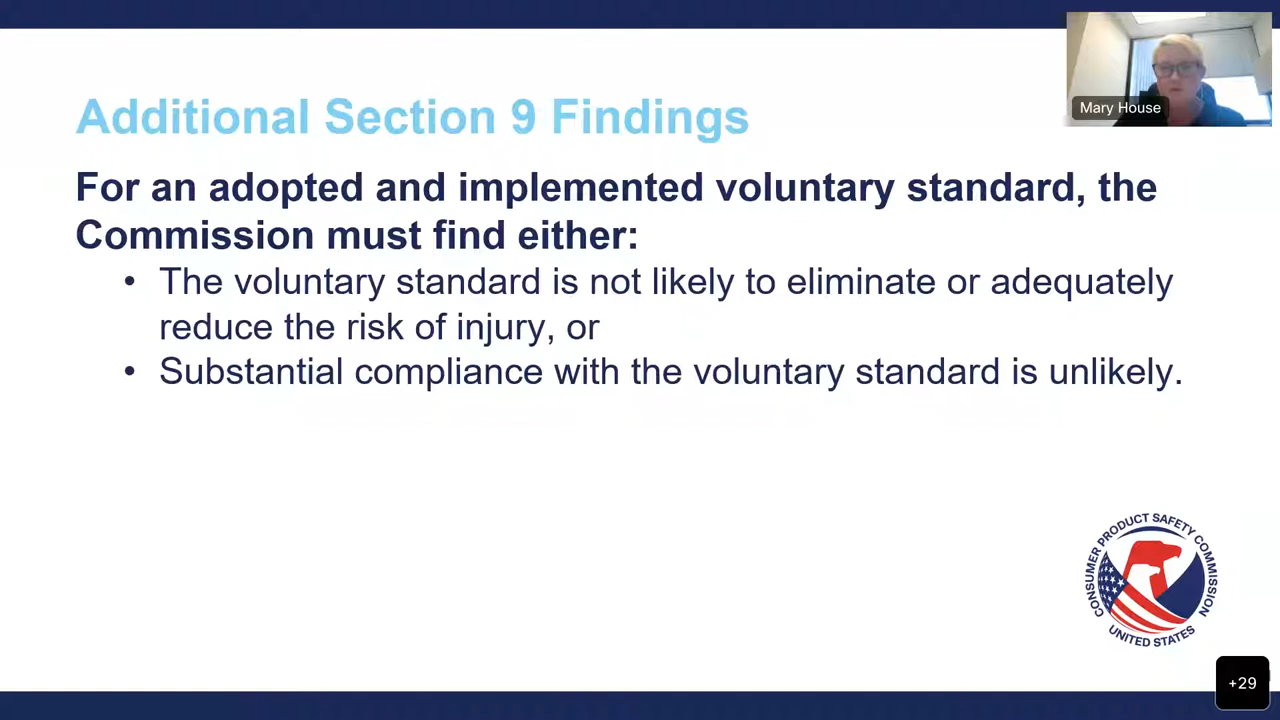 Mary House
Additional Section 9 Findings
For an adopted and implemented voluntary standard, the
Commission must find either:
• The voluntary standard is not likely to eliminate or adequately
reduce the risk of injury, or
• Substantial compliance with the voluntary standard is unlikely.
CONSUMER PRODUCT SAFETY COMMISSION
UNITED STATES
+29